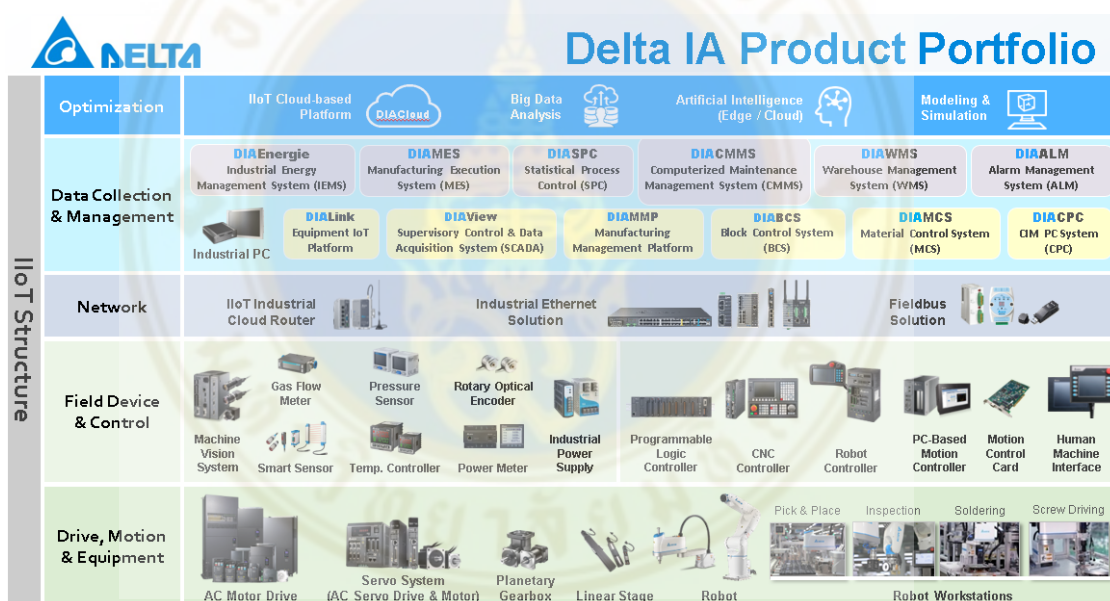 DELTA
Delta IA Product Portfolio
IIoT Structure
Optimization
IIoT Cloud-based
Platform
DIACloud
Big Data
Analysis
Artificial Intelligence
(Edge / Cloud)
Modeling &
Simulation
Data Collection
& Management
DIAEnergie
Industrial Energy
Management System (IEMS)
DIAMES
Manufacturing Execution
System (MES)
DIASPC
Statistical Process
Control (SPC)
DIACMMS
Computerized Maintenance
Management System (CMMS)
DIAWMS
Warehouse Management
System (WMS)
DIAALM
Alarm Management
System (ALM)
Industrial PC
DIALink
Equipment IoT
Platform
DIAView
Supervisory Control & Data
Acquisition System (SCADA)
DIAMMP
Manufacturing
Management Platform
DIABCS
Block Control System
(BCS)
DIAMCS
Material Control System
(MCS)
DIACPC
CIM PC System
(CPC)
Network
IIoT Industrial
Cloud Router
Industrial Ethernet
Solution
Fieldbus
Solution
Field Device
& Control
Machine
Vision
System
Gas Flow
Meter
Smart Sensor
Pressure
Sensor
Temp. Controller
Rotary Optical
Encoder
Power Meter
Industrial
Power
Supply
Programmable
Logic
Controller
CNC
Controller
Robot
Controller
PC-Based
Motion
Controller
Motion
Control
Card
Human
Machine
Interface
Drive, Motion
& Equipment
AC Motor Drive
Servo System
(AC Servo Drive & Motor)
Planetary
Gearbox
Linear Stage
Robot
Pick & Place
Inspection
Soldering
Screw Driving
Robot Workstations